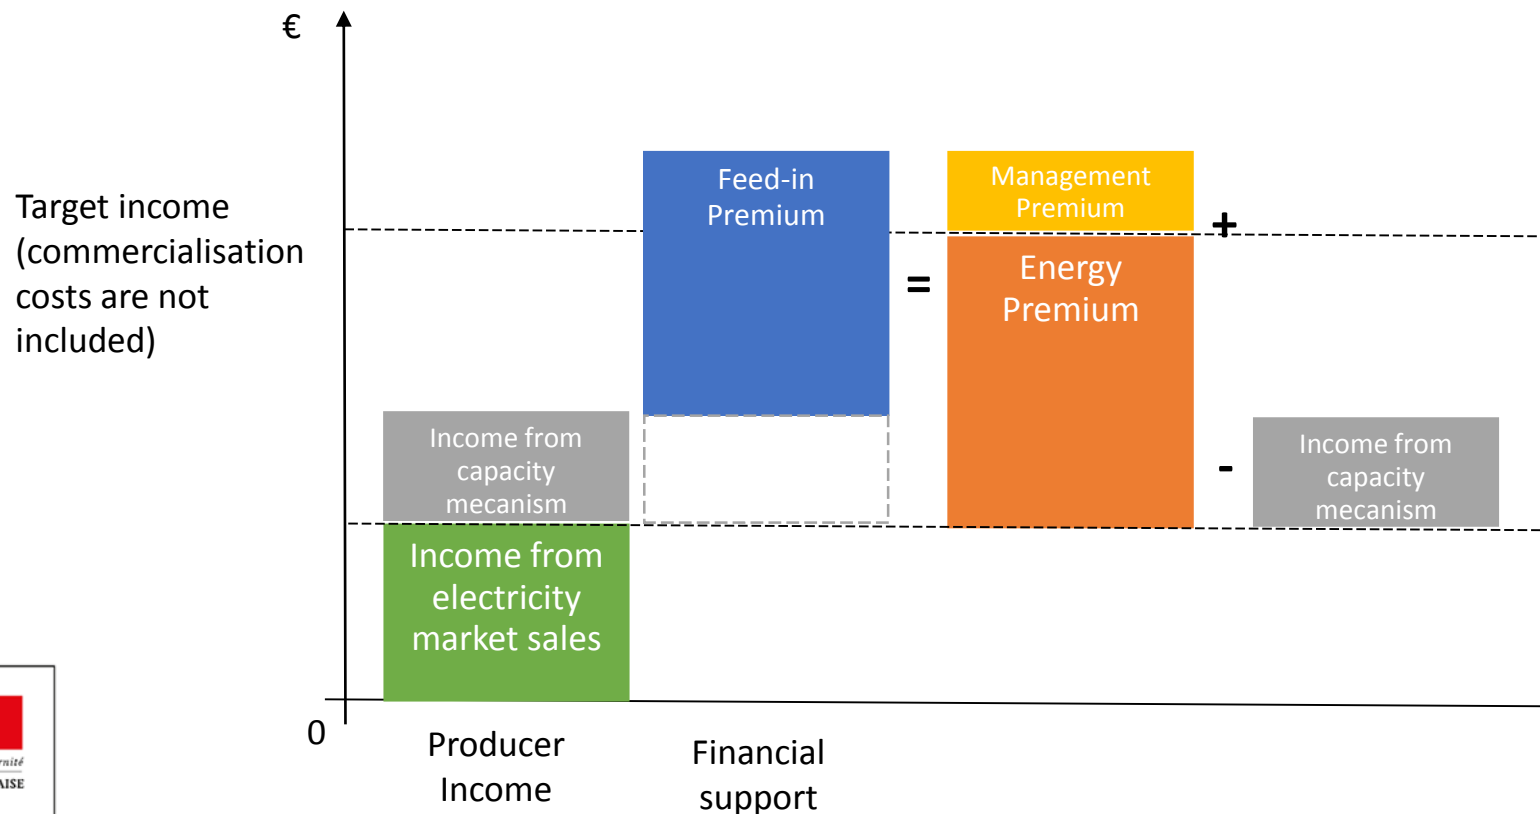 €
Target income
(commercialisation
costs are not
included)
Feed-in
Premium
=
Management
Premium
+
Energy
Premium
Income from
capacity
mecanism
-
Income from
capacity
mecanism
Income from
electricity
market sales
0
Producer
Income
Financial
support